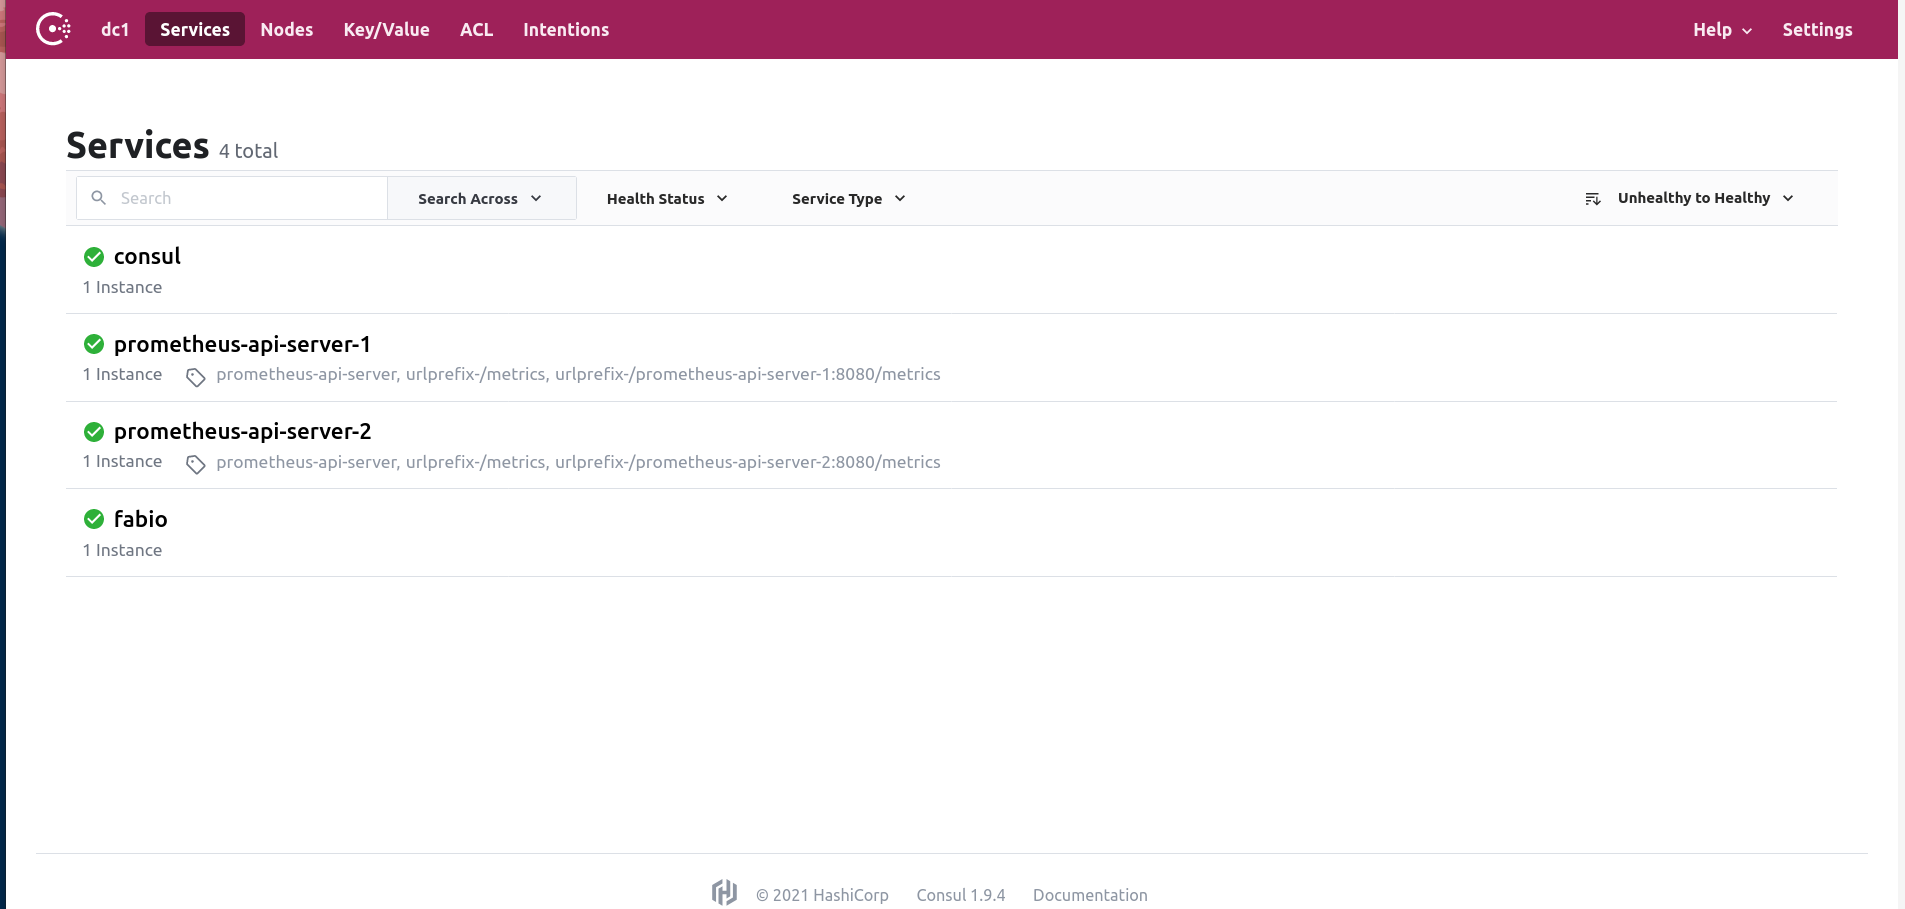 dc1 Services Nodes Key/Value ACL Intentions Help Settings
Services 4 total
Search Search Across Health Status Service Type Unhealthy to Healthy
consul
1 Instance
prometheus-api-server-1
1 Instance prometheus-api-server, urlprefix-/metrics, urlprefix-/prometheus-api-server-1:8080/metrics
prometheus-api-server-2
1 Instance prometheus-api-server, urlprefix-/metrics, urlprefix-/prometheus-api-server-2:8080/metrics
fabio
1 Instance
© 2021 HashiCorp Consul 1.9.4 Documentation